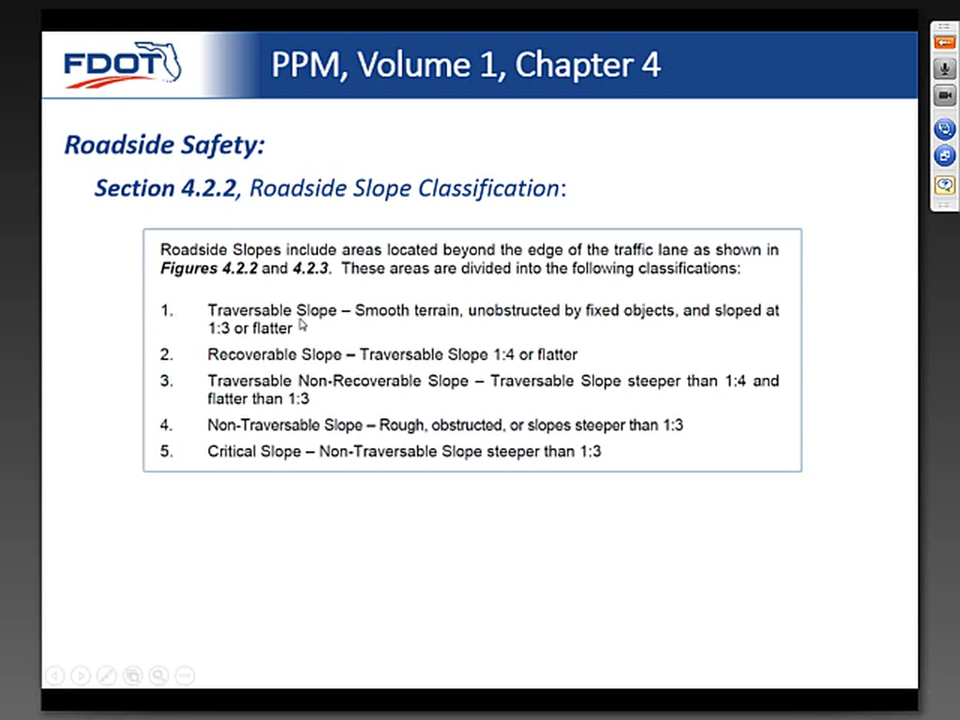 FDOT
PPM, Volume 1, Chapter 4
Roadside Safety:
Section 4.2.2, Roadside Slope Classification:
Roadside Slopes include areas located beyond the edge of the traffic lane as shown in
Figures 4.2.2 and 4.2.3. These areas are divided into the following classifications:
1. Traversable Slope – Smooth terrain, unobstructed by fixed objects, and sloped at
1:3 or flatter
2. Recoverable Slope – Traversable Slope 1:4 or flatter
3. Traversable Non-Recoverable Slope – Traversable Slope steeper than 1:4 and
flatter than 1:3
4. Non-Traversable Slope – Rough, obstructed, or slopes steeper than 1:3
5. Critical Slope – Non-Traversable Slope steeper than 1:3